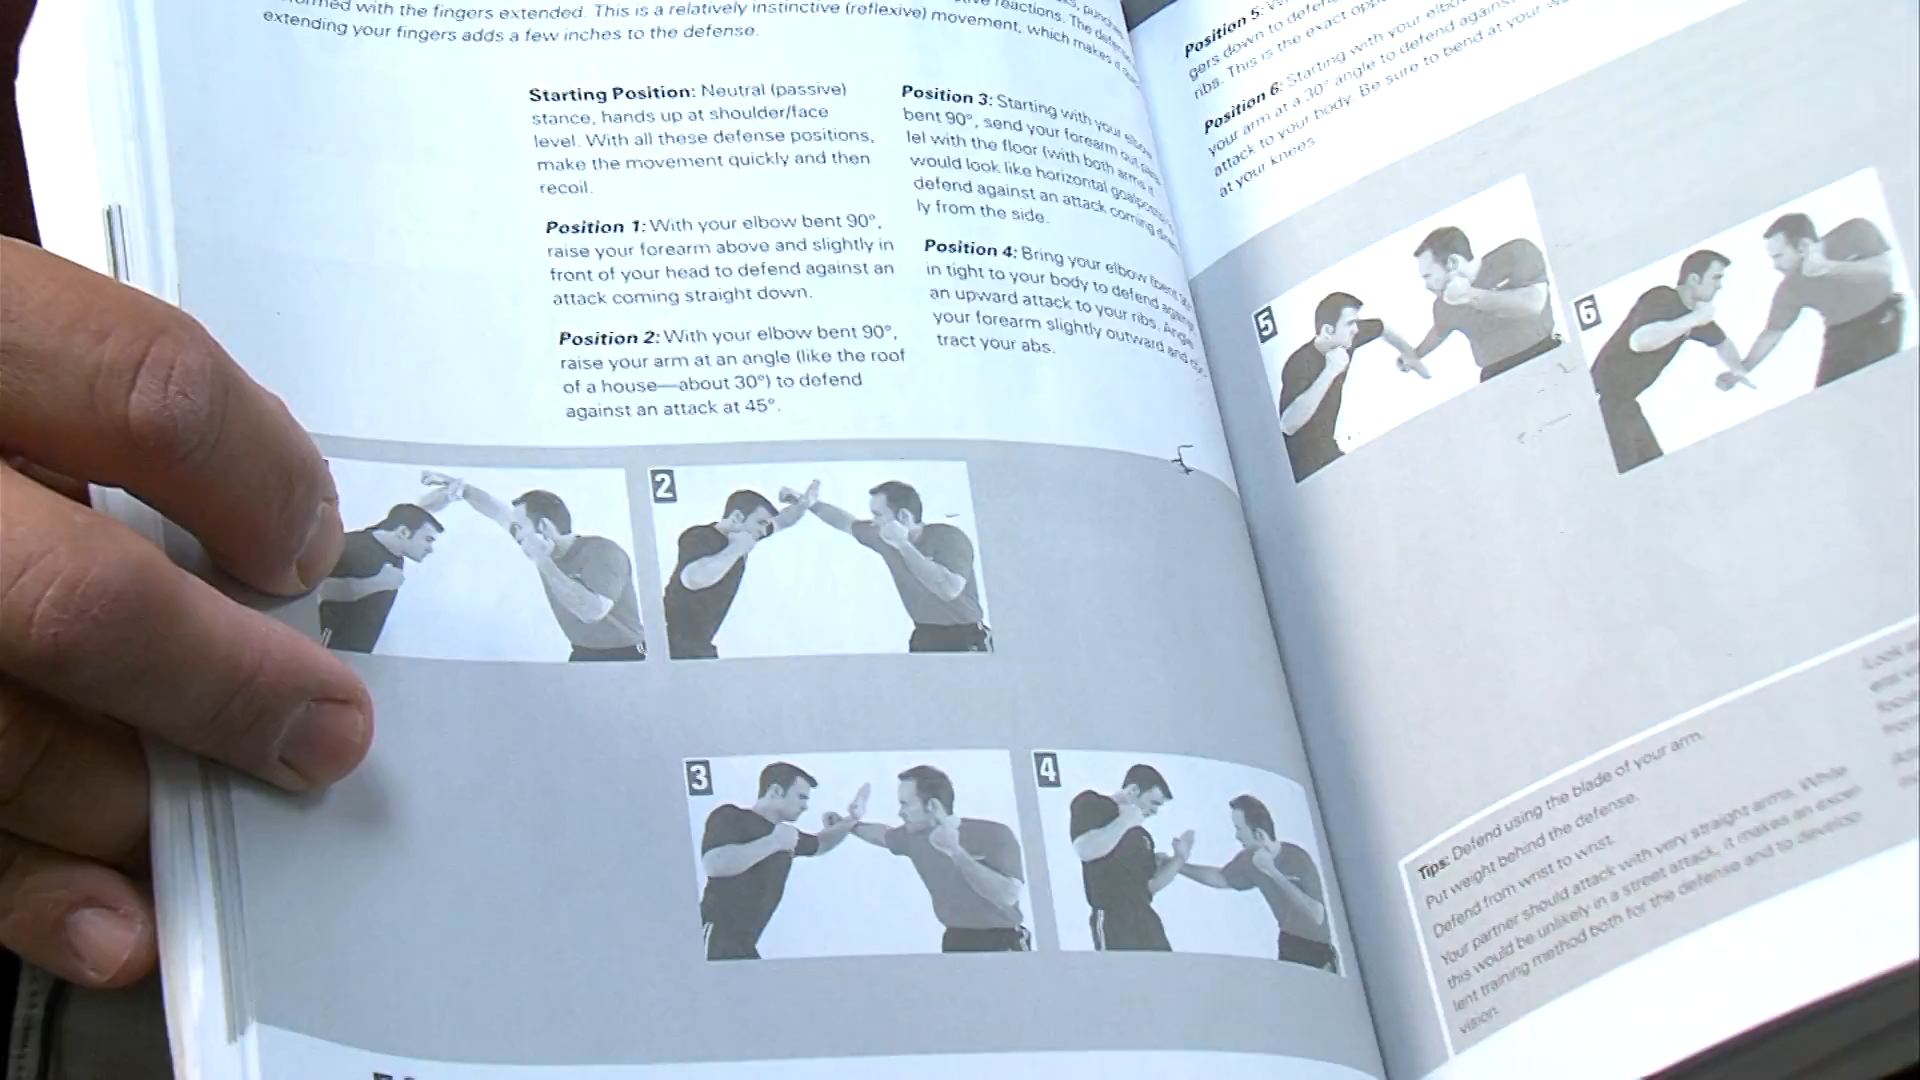 with the fingers extended. This is a relatively instinctive (reflexive) movement, which makes a
extending your fingers adds a few inches to the defense.
reactions. The
Starting Position: Neutral (passive)
stance, hands up at shoulder/face
level. With all these defense positions,
make the movement quickly and then
recoil.
Position 1: With your elbow bent 90°,
raise your forearm above and slightly in
front of your head to defend against an
attack coming straight down.
Position 2: With your elbow bent 90°,
raise your arm at an angle (like the roof
of a house—about 30°) to defend
against an attack at 45°.
Position 3: Starting with your elbow
bent 90°, send your forearm out
lel with the floor (with both arms it
would look like horizontal goalposts)
defend against an attack coming
ly from the side.
Position 4: Bring your elbow (bent
in tight to your body to defend against
an upward attack to your ribs. Angle
your forearm slightly outward and
tract your abs.
2
3
4
Position 5:
gers down to
ribs. This is the exact
Position 6: Starting with your
your arm at a 30° angle to defend against
attack to your body. Be sure to bend at your
at your knees.
5
6
Tips: Defend using the blade of your arm.
Put weight behind the defense.
Defend from wrist to wrist.
Your partner should attack with very straight arms. While
this would be unlikely in a street attack, it makes an excel-
lent training method both for the defense and to develop
vision.